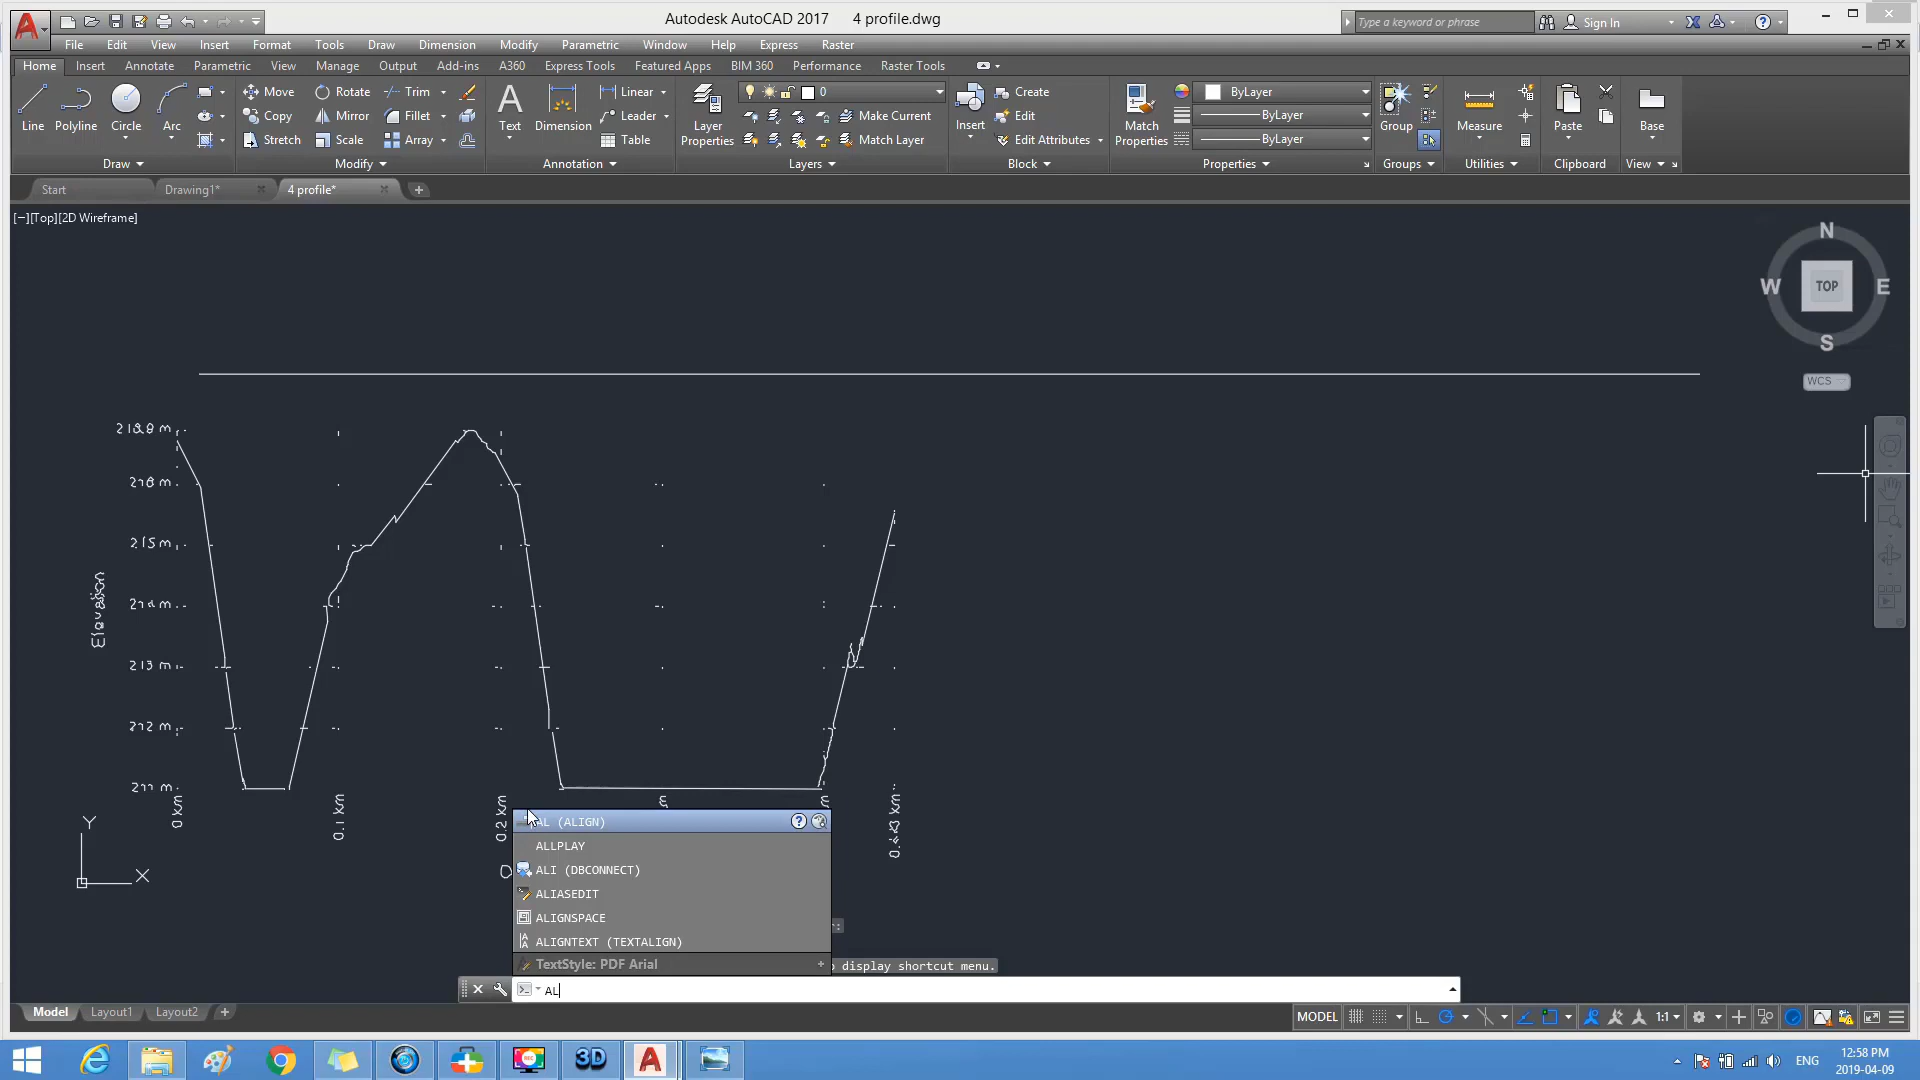 Autodesk AutoCAD 2017 4 profile.dwg
Type a keyword or phrase
Sign In
File Edit View Insert Format Tools Draw Dimension Modify Parametric Window Help Express Raster
Home Insert Annotate Parametric View Manage Output Add-ins A360 Express Tools Featured Apps BIM 360 Performance Raster Tools
Line
Polyline
Circle
Arc
Draw
Move
Rotate
Trim
Copy
Mirror
Fillet
Stretch
Scale
Array
Modify
Text
Dimension
Linear
Leader
Table
Annotation
Layer
Properties
0
Make Current
Match Layer
Layers
Insert
Create
Edit
Edit Attributes
Block
Match
Properties
ByLayer
ByLayer
ByLayer
Properties
Group
Groups
Measure
Utilities
Paste
Clipboard
Base
View
Start
Drawing1*
4 profile*
[−][Top][2D Wireframe]
N
W
TOP
E
S
WCS
215 m
213 m
212 m
Elevation
0 km
0.1 km
0.2 km
Y
X
AL (ALIGN)
ALLPLAY
ALI (DBCONNECT)
ALIASEDIT
ALIGNSPACE
ALIGNTEXT (TEXTALIGN)
TextStyle: PDF Arial
display shortcut menu.
AL
Model
Layout1
Layout2
MODEL
1:1
3D
ENG
12:58 PM
2019-04-09